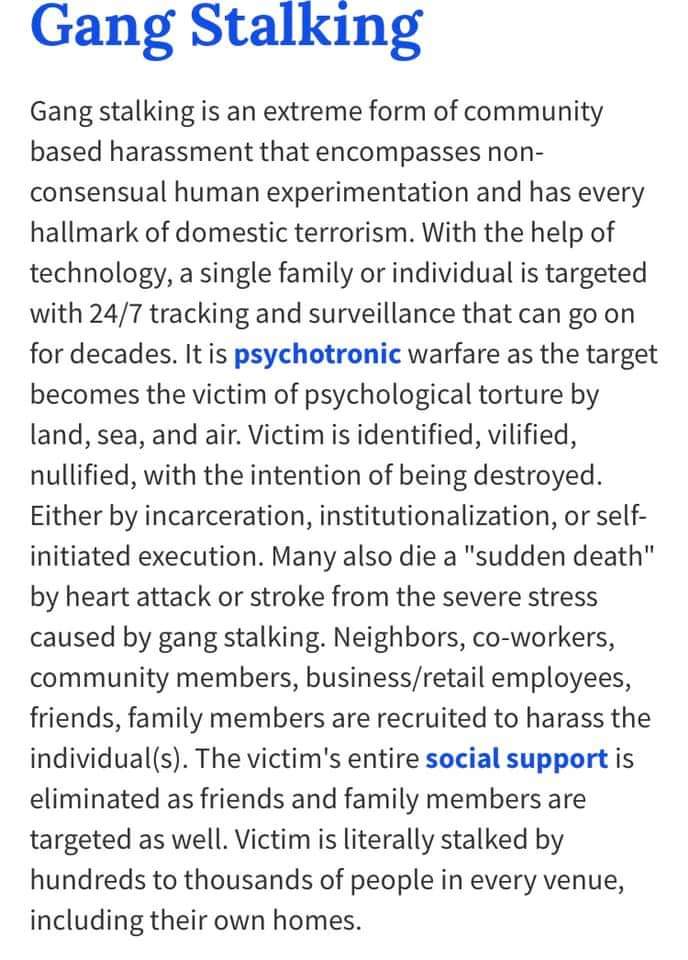 Gang Stalking
Gang stalking is an extreme form of community
based harassment that encompasses non-
consensual human experimentation and has every
hallmark of domestic terrorism. With the help of
technology, a single family or individual is targeted
with 24/7 tracking and surveillance that can go on
for decades. It is psychotronic warfare as the target
becomes the victim of psychological torture by
land, sea, and air. Victim is identified, vilified,
nullified, with the intention of being destroyed.
Either by incarceration, institutionalization, or self-
initiated execution. Many also die a "sudden death"
by heart attack or stroke from the severe stress
caused by gang stalking. Neighbors, co-workers,
community members, business/retail employees,
friends, family members are recruited to harass the
individual(s). The victim's entire social support is
eliminated as friends and family members are
targeted as well. Victim is literally stalked by
hundreds to thousands of people in every venue,
including their own homes.